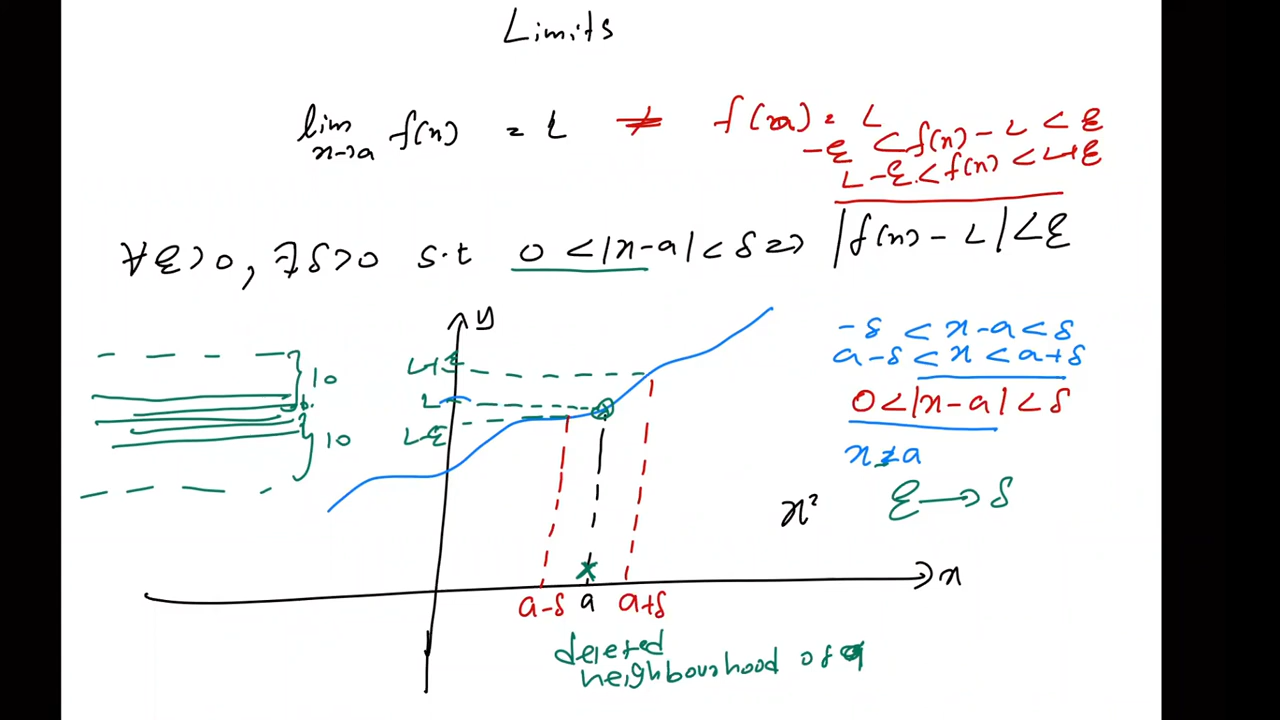 Limits
lim x→a f(x) = L ≠ f(a) = L
-ε < f(x) - L < ε
L - ε < f(x) < L+ε
∀ε>0, ∃δ>0 s.t 0 < |x-a| < δ => |f(x) - L| < ε
y
-δ < x-a < δ
a-δ < x < a+δ
0 < |x-a| < δ
x ≠ a
ε → δ
x²
10
10
L+ε
L
L-ε
x
a-δ a a+δ
deleted
neighbourhood of a